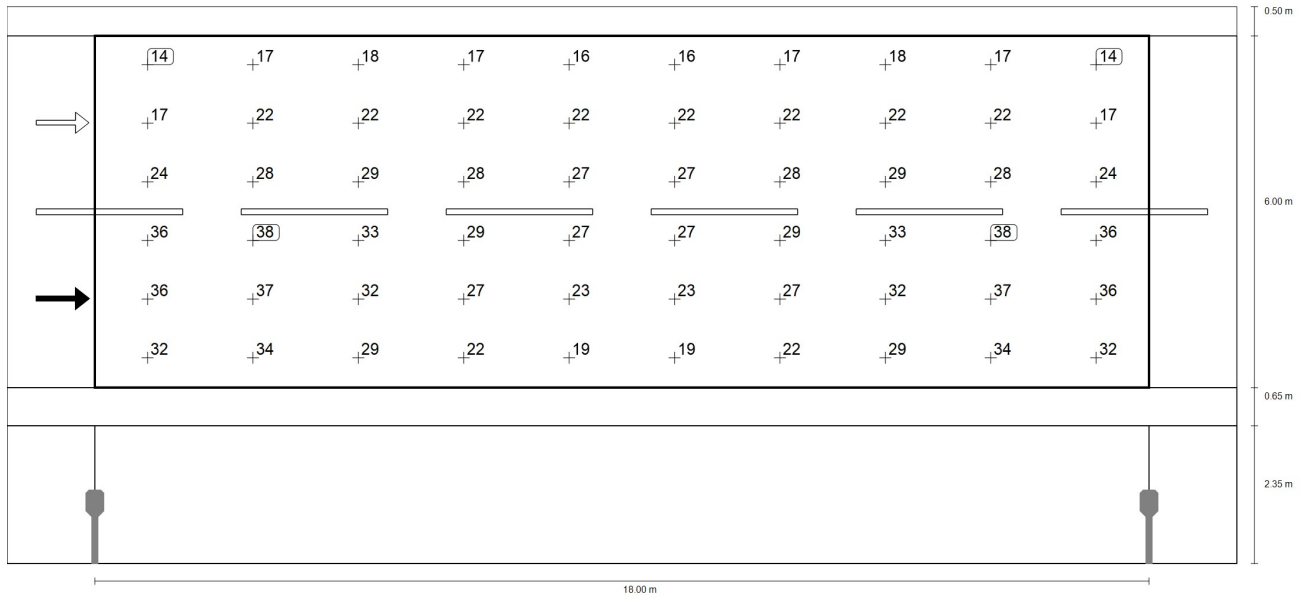 0.50 m
14 17 18 17 16 16 17 18 17 14
17 22 22 22 22 22 22 22 22 17
24 28 29 28 27 27 28 29 28 24
6.00 m
36 38 33 29 27 27 29 33 38 36
36 37 32 27 23 23 27 32 37 36
32 34 29 22 19 19 22 29 34 32
0.65 m
2.35 m
18.00 m